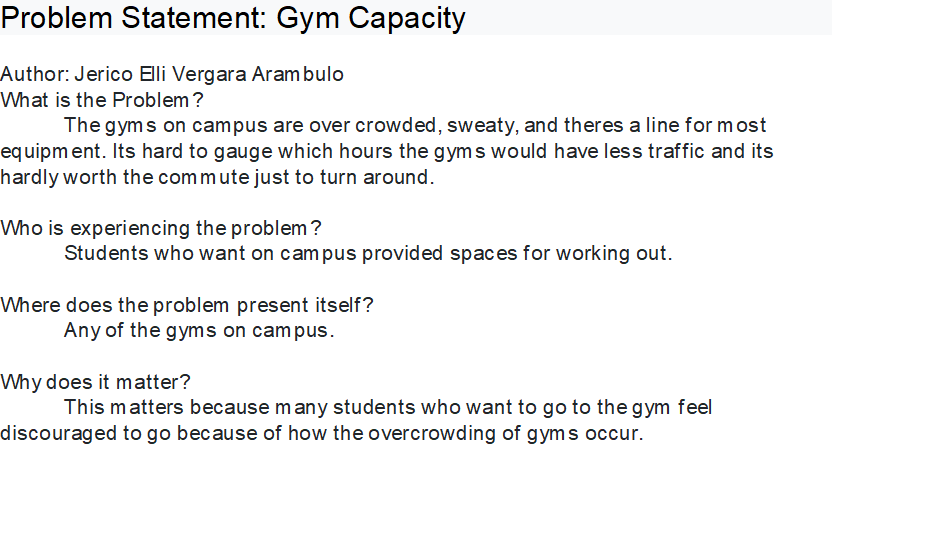 Problem Statement: Gym Capacity
Author: Jerico Elli Vergara Arambulo
What is the Problem?
The gyms on campus are over crowded, sweaty, and theres a line for most
equipment. Its hard to gauge which hours the gyms would have less traffic and its
hardly worth the commute just to turn around.
Who is experiencing the problem?
Students who want on campus provided spaces for working out.
Where does the problem present itself?
Any of the gyms on campus.
Why does it matter?
This matters because many students who want to go to the gym feel
discouraged to go because of how the overcrowding of gyms occur.